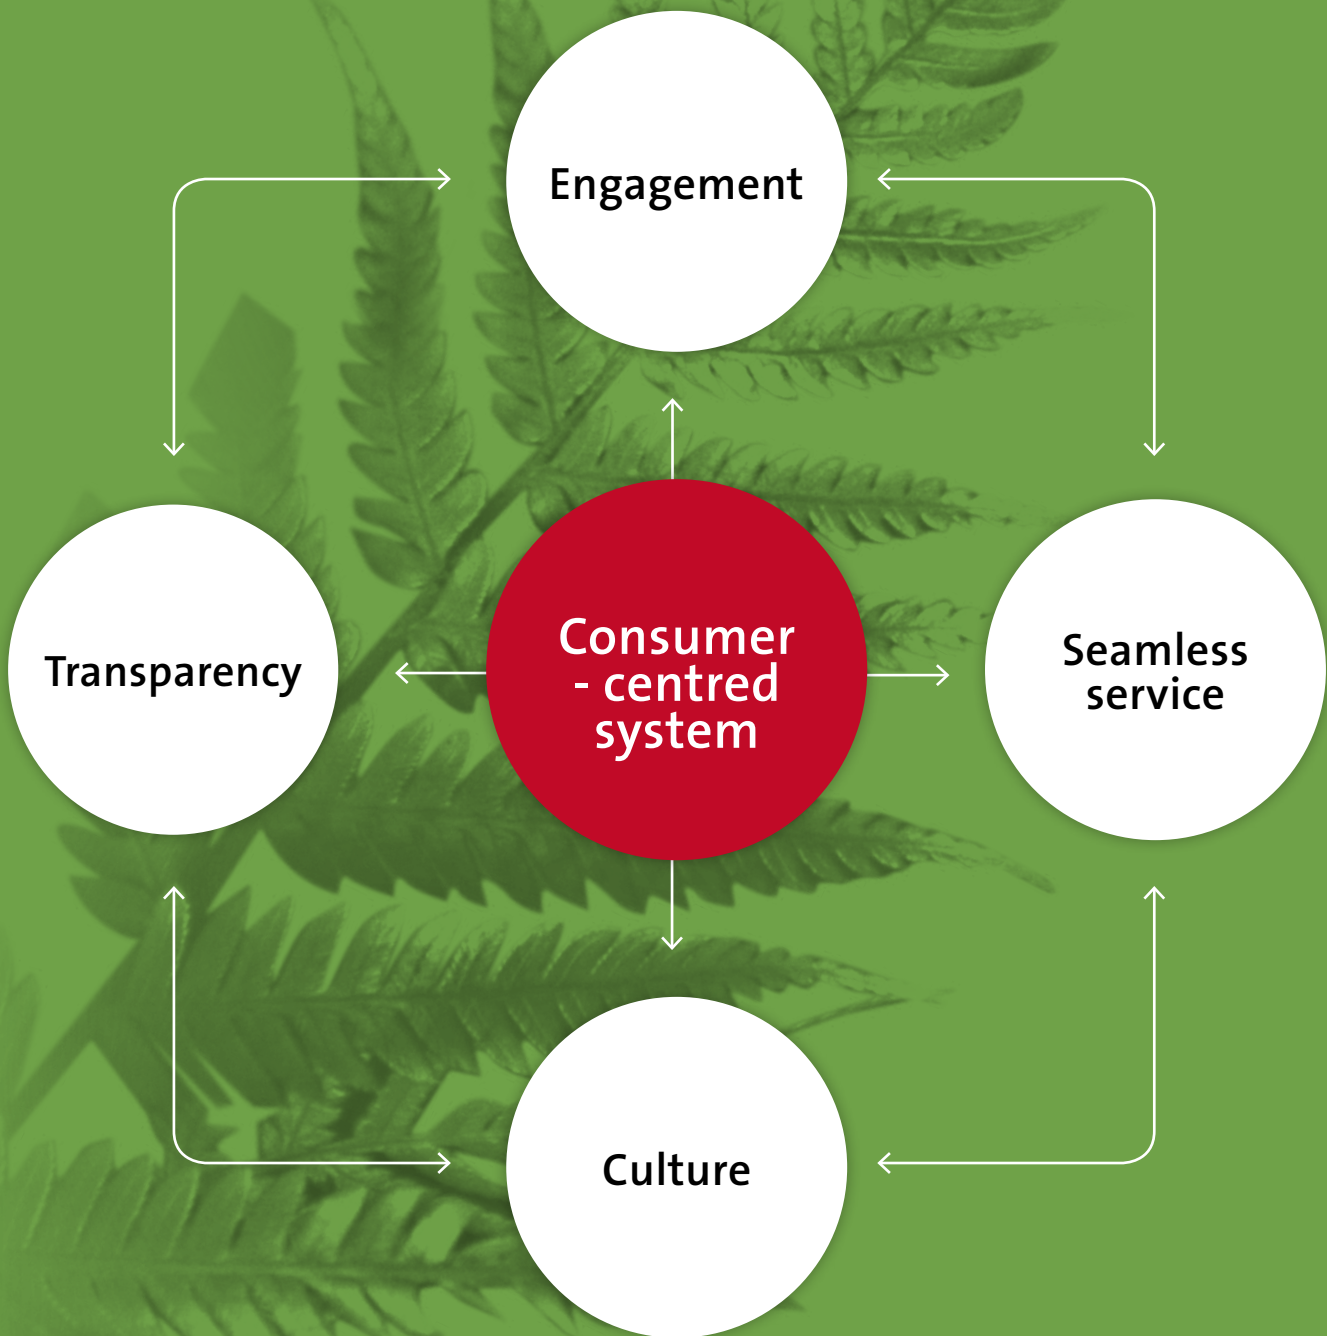 Engagement
Transparency
Consumer
- centred
system
Seamless
service
Culture